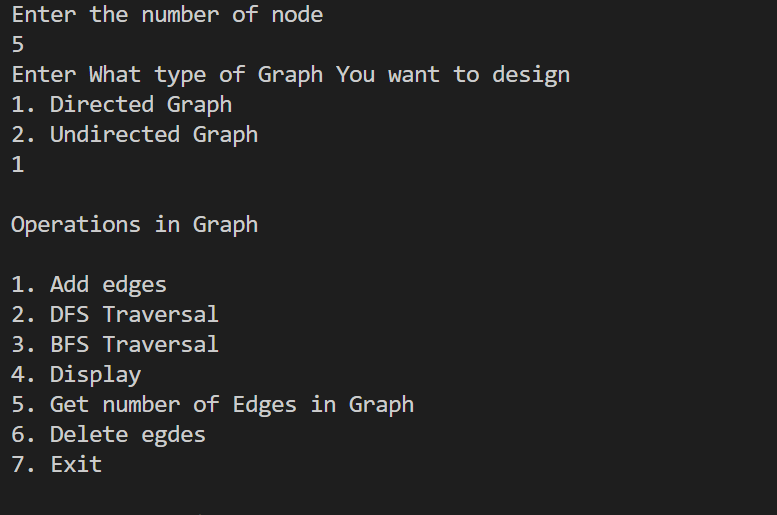 Enter the number of node
5
Enter What type of Graph You want to design
1. Directed Graph
2. Undirected Graph
1
Operations in Graph
1. Add edges
2. DFS Traversal
3. BFS Traversal
4. Display
5. Get number of Edges in Graph
6. Delete egdes
7. Exit